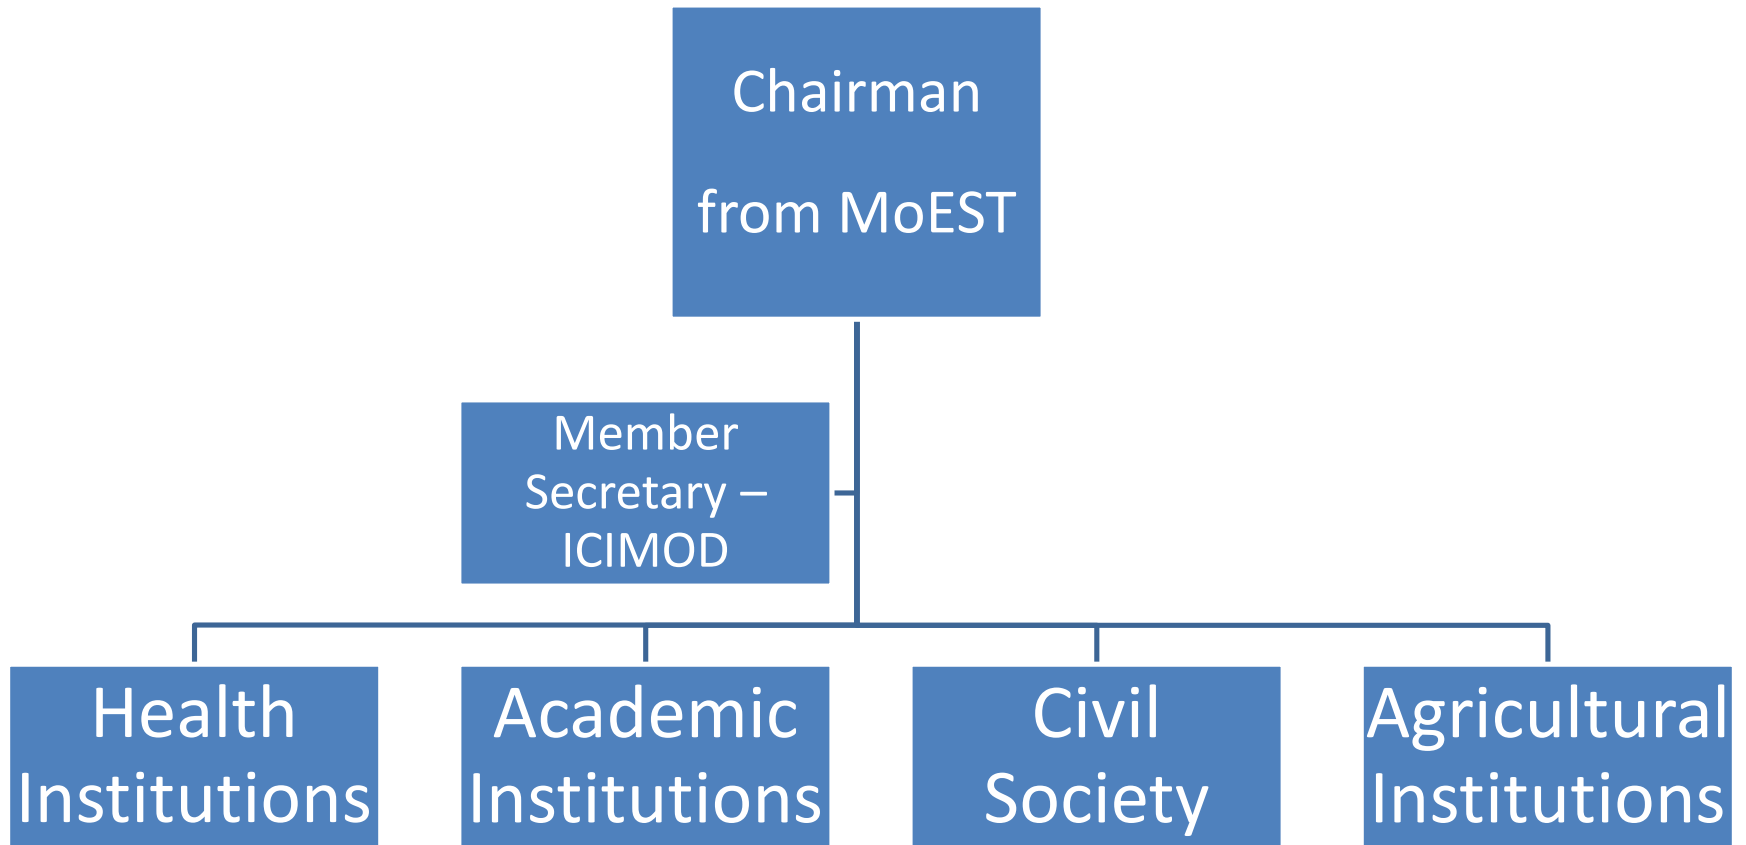 Chairman
from MoEST
Member
Secretary –
ICIMOD
Health
Institutions
Academic
Institutions
Civil
Society
Agricultural
Institutions